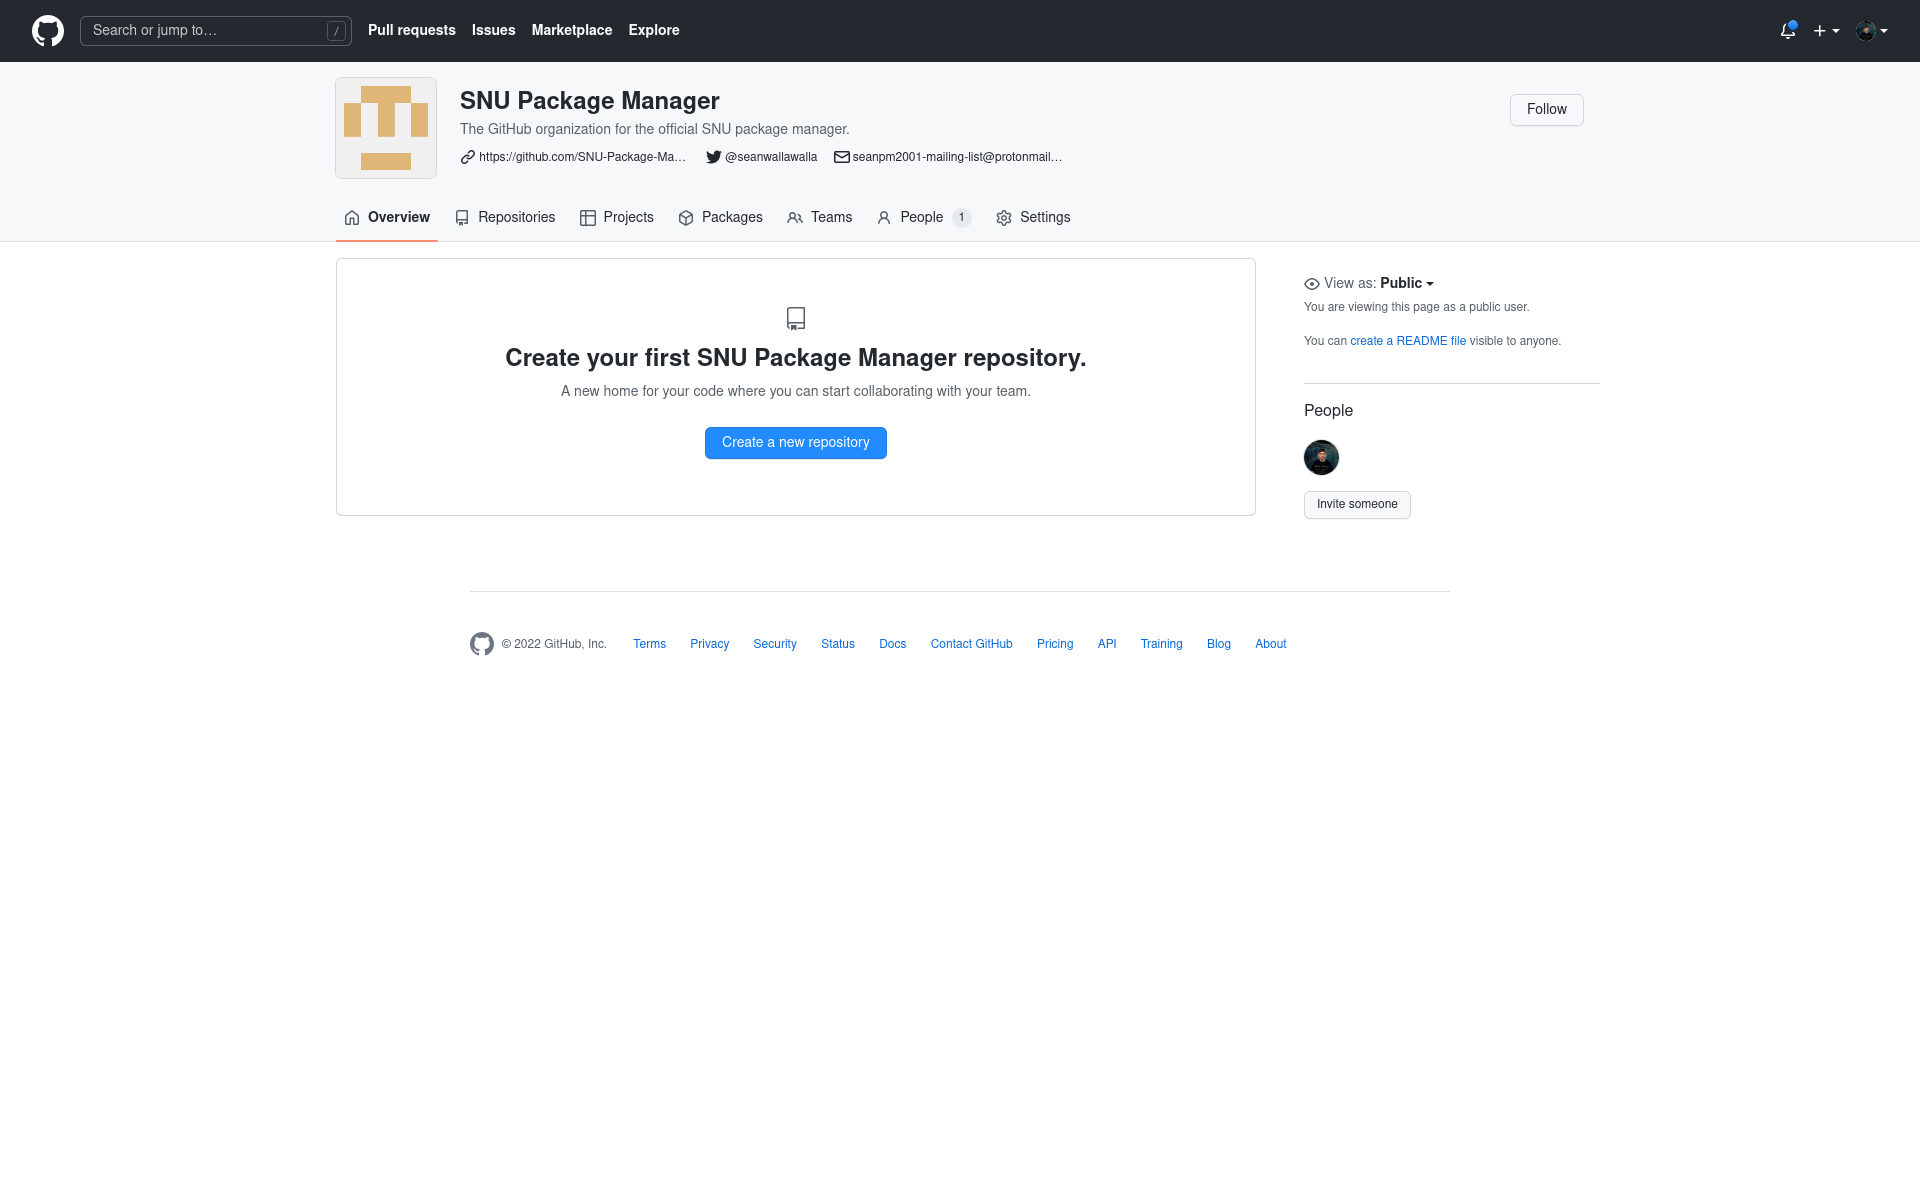 Search or jump to… /
Pull requests Issues Marketplace Explore
SNU Package Manager
The GitHub organization for the official SNU package manager.
https://github.com/SNU-Package-Ma… @seanwallawalla seanpm2001-mailing-list@protonmail…
Follow
Overview Repositories Projects Packages Teams People 1 Settings
Create your first SNU Package Manager repository.
A new home for your code where you can start collaborating with your team.
Create a new repository
View as: Public
You are viewing this page as a public user.
You can create a README file visible to anyone.
People
Invite someone
© 2022 GitHub, Inc. Terms Privacy Security Status Docs Contact GitHub Pricing API Training Blog About